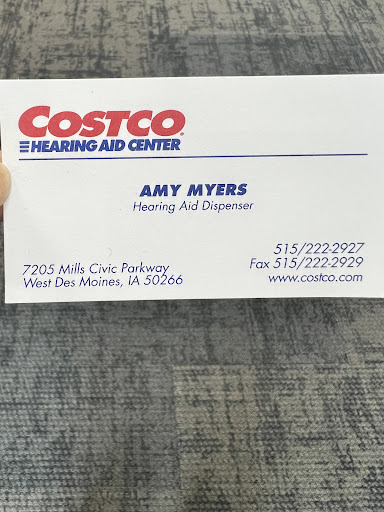 COSTCO
HEARING AID CENTER
AMY MYERS
Hearing Aid Dispenser
515/222-2927
7205 Mills Civic Parkway Fax 515/222-2929
West Des Moines, IA 50266 www.costco.com